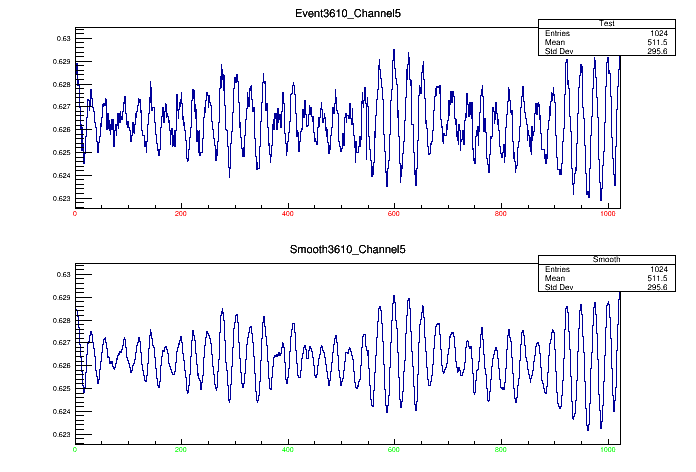 Event3610_Channel5
Test
Entries 1024
Mean 511.5
Std Dev 295.6
0.63
0.629
0.628
0.627
0.626
0.625
0.624
0.623
0 200 400 600 800 1000
Smooth3610_Channel5
Smooth
Entries 1024
Mean 511.5
Std Dev 295.6
0.63
0.629
0.628
0.627
0.626
0.625
0.624
0.623
0 200 400 600 800 1000